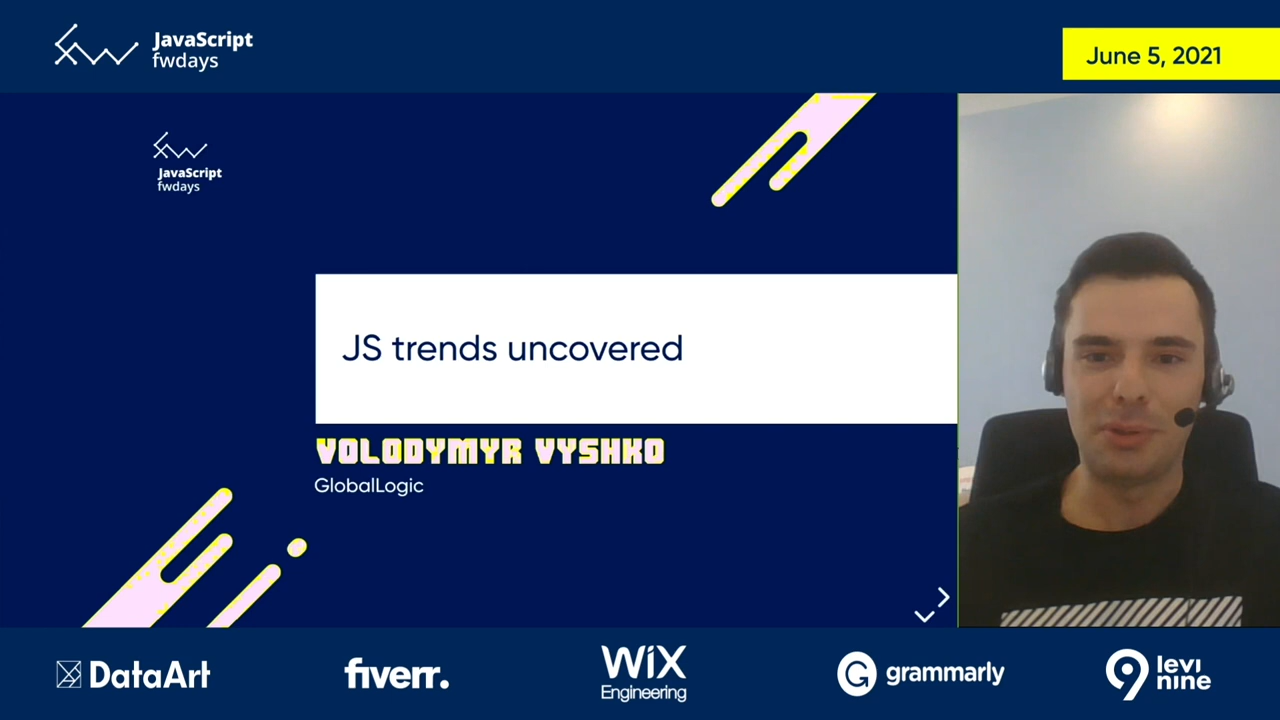 JavaScript
fwdays
June 5, 2021
JavaScript
fwdays
JS trends uncovered
VOLODYMYR VYSHKO
GlobalLogic
DataArt
fiverr.
WiX
Engineering
grammarly
levi
nine